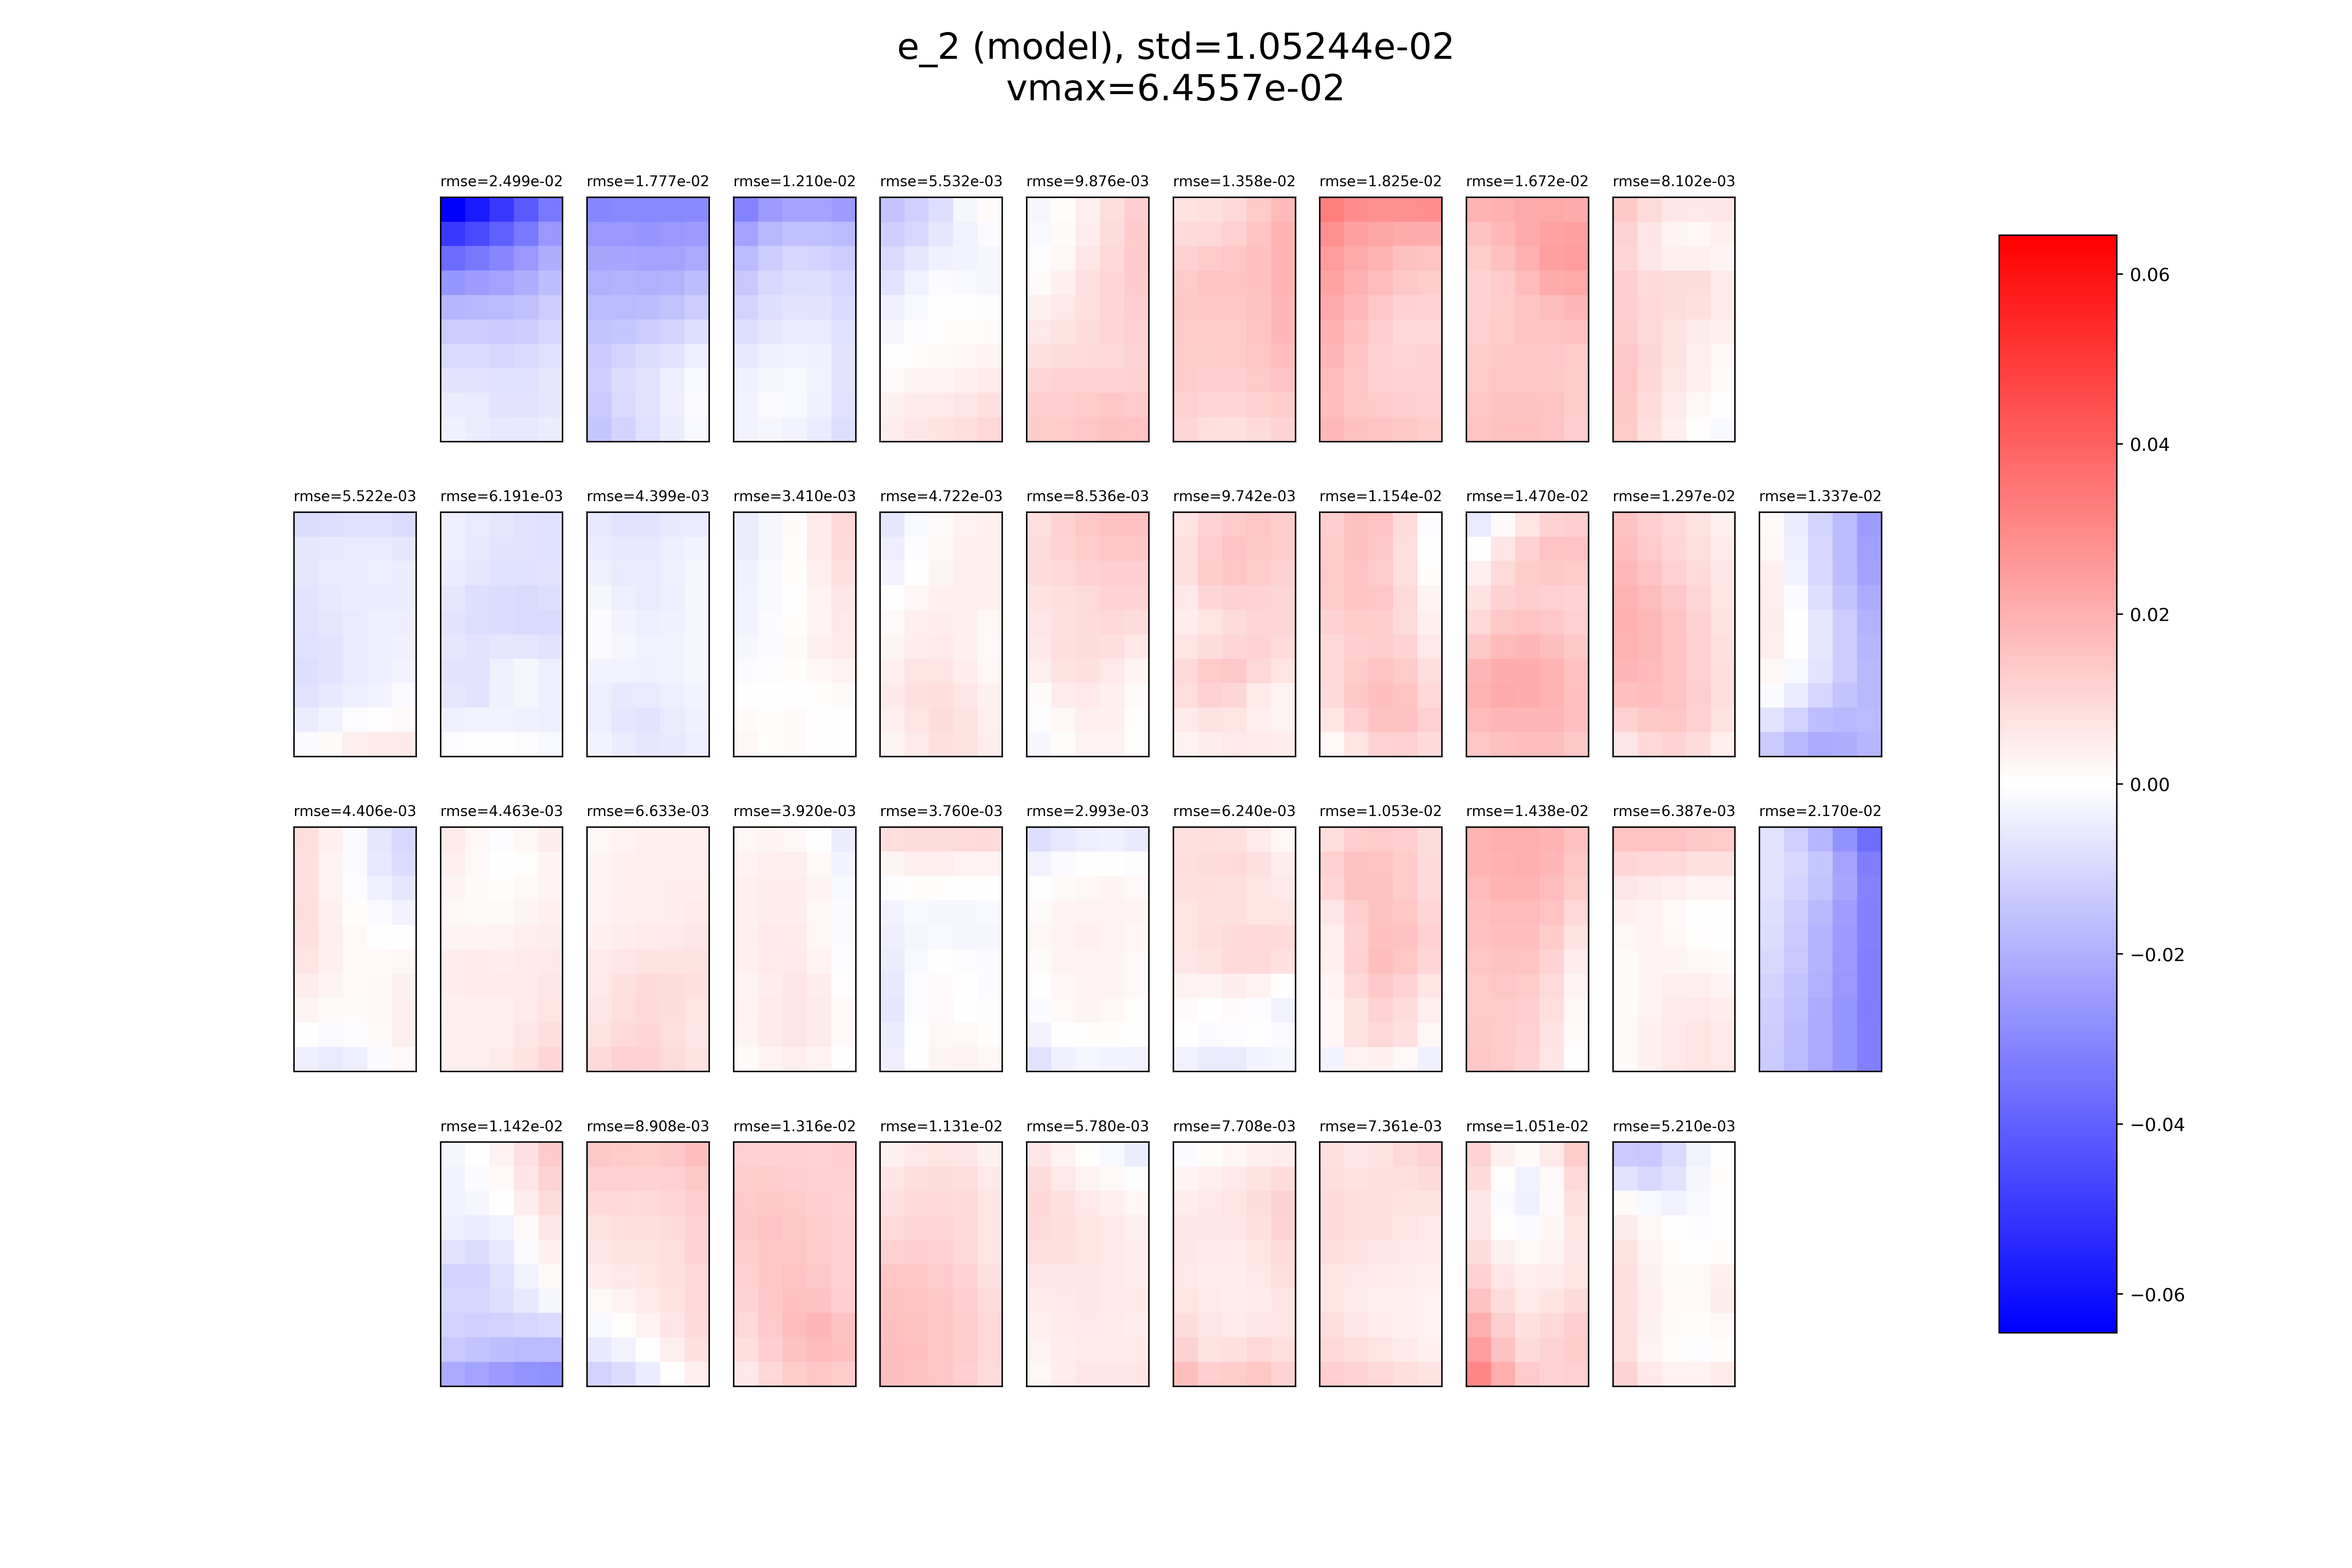 e_2 (model), std=1.05244e-02
vmax=6.4557e-02
rmse=2.499e-02 rmse=1.777e-02 rmse=1.210e-02 rmse=5.532e-03 rmse=9.876e-03 rmse=1.358e-02 rmse=1.825e-02 rmse=1.672e-02 rmse=8.102e-03
rmse=5.522e-03 rmse=6.191e-03 rmse=4.399e-03 rmse=3.410e-03 rmse=4.722e-03 rmse=8.536e-03 rmse=9.742e-03 rmse=1.154e-02 rmse=1.470e-02 rmse=1.297e-02 rmse=1.337e-02
rmse=4.406e-03 rmse=4.463e-03 rmse=6.633e-03 rmse=3.920e-03 rmse=3.760e-03 rmse=2.993e-03 rmse=6.240e-03 rmse=1.053e-02 rmse=1.438e-02 rmse=6.387e-03 rmse=2.170e-02
rmse=1.142e-02 rmse=8.908e-03 rmse=1.316e-02 rmse=1.131e-02 rmse=5.780e-03 rmse=7.708e-03 rmse=7.361e-03 rmse=1.051e-02 rmse=5.210e-03
0.06
0.04
0.02
0.00
−0.02
−0.04
−0.06